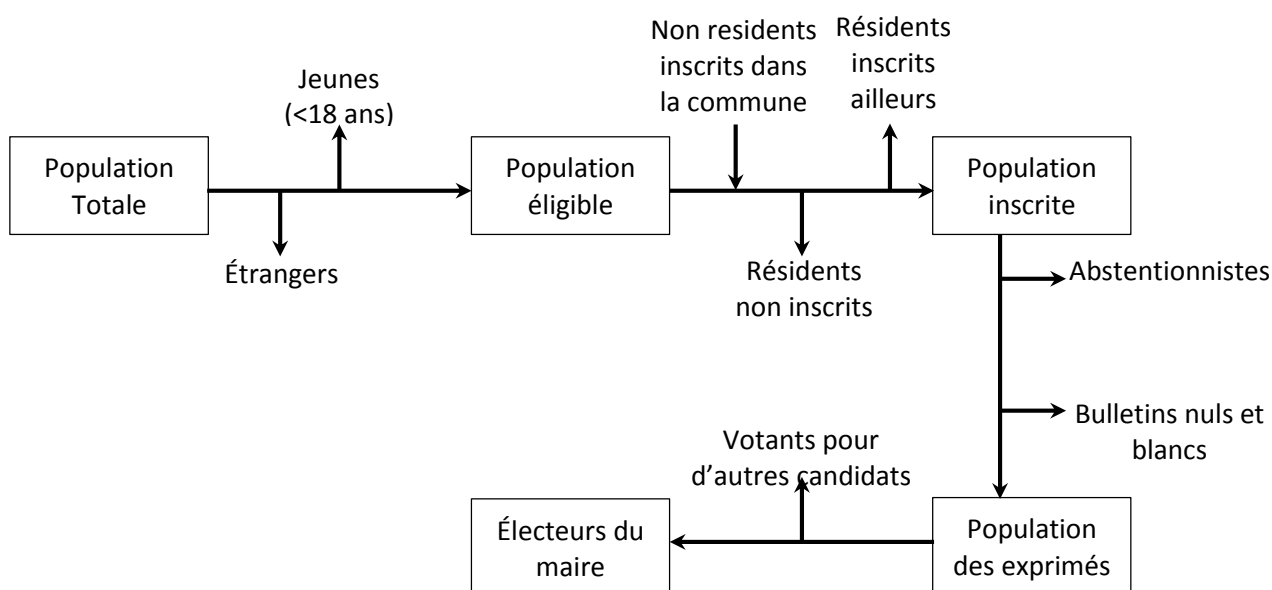 Non residents
inscrits dans
la commune
Résidents
inscrits
ailleurs
Jeunes
(<18 ans)
Population
Totale
Population
éligible
Population
inscrite
Étrangers
Résidents
non inscrits
Abstentionnistes
Bulletins nuls et
blancs
Votants pour
d'autres candidats
Électeurs du
maire
Population
des exprimés